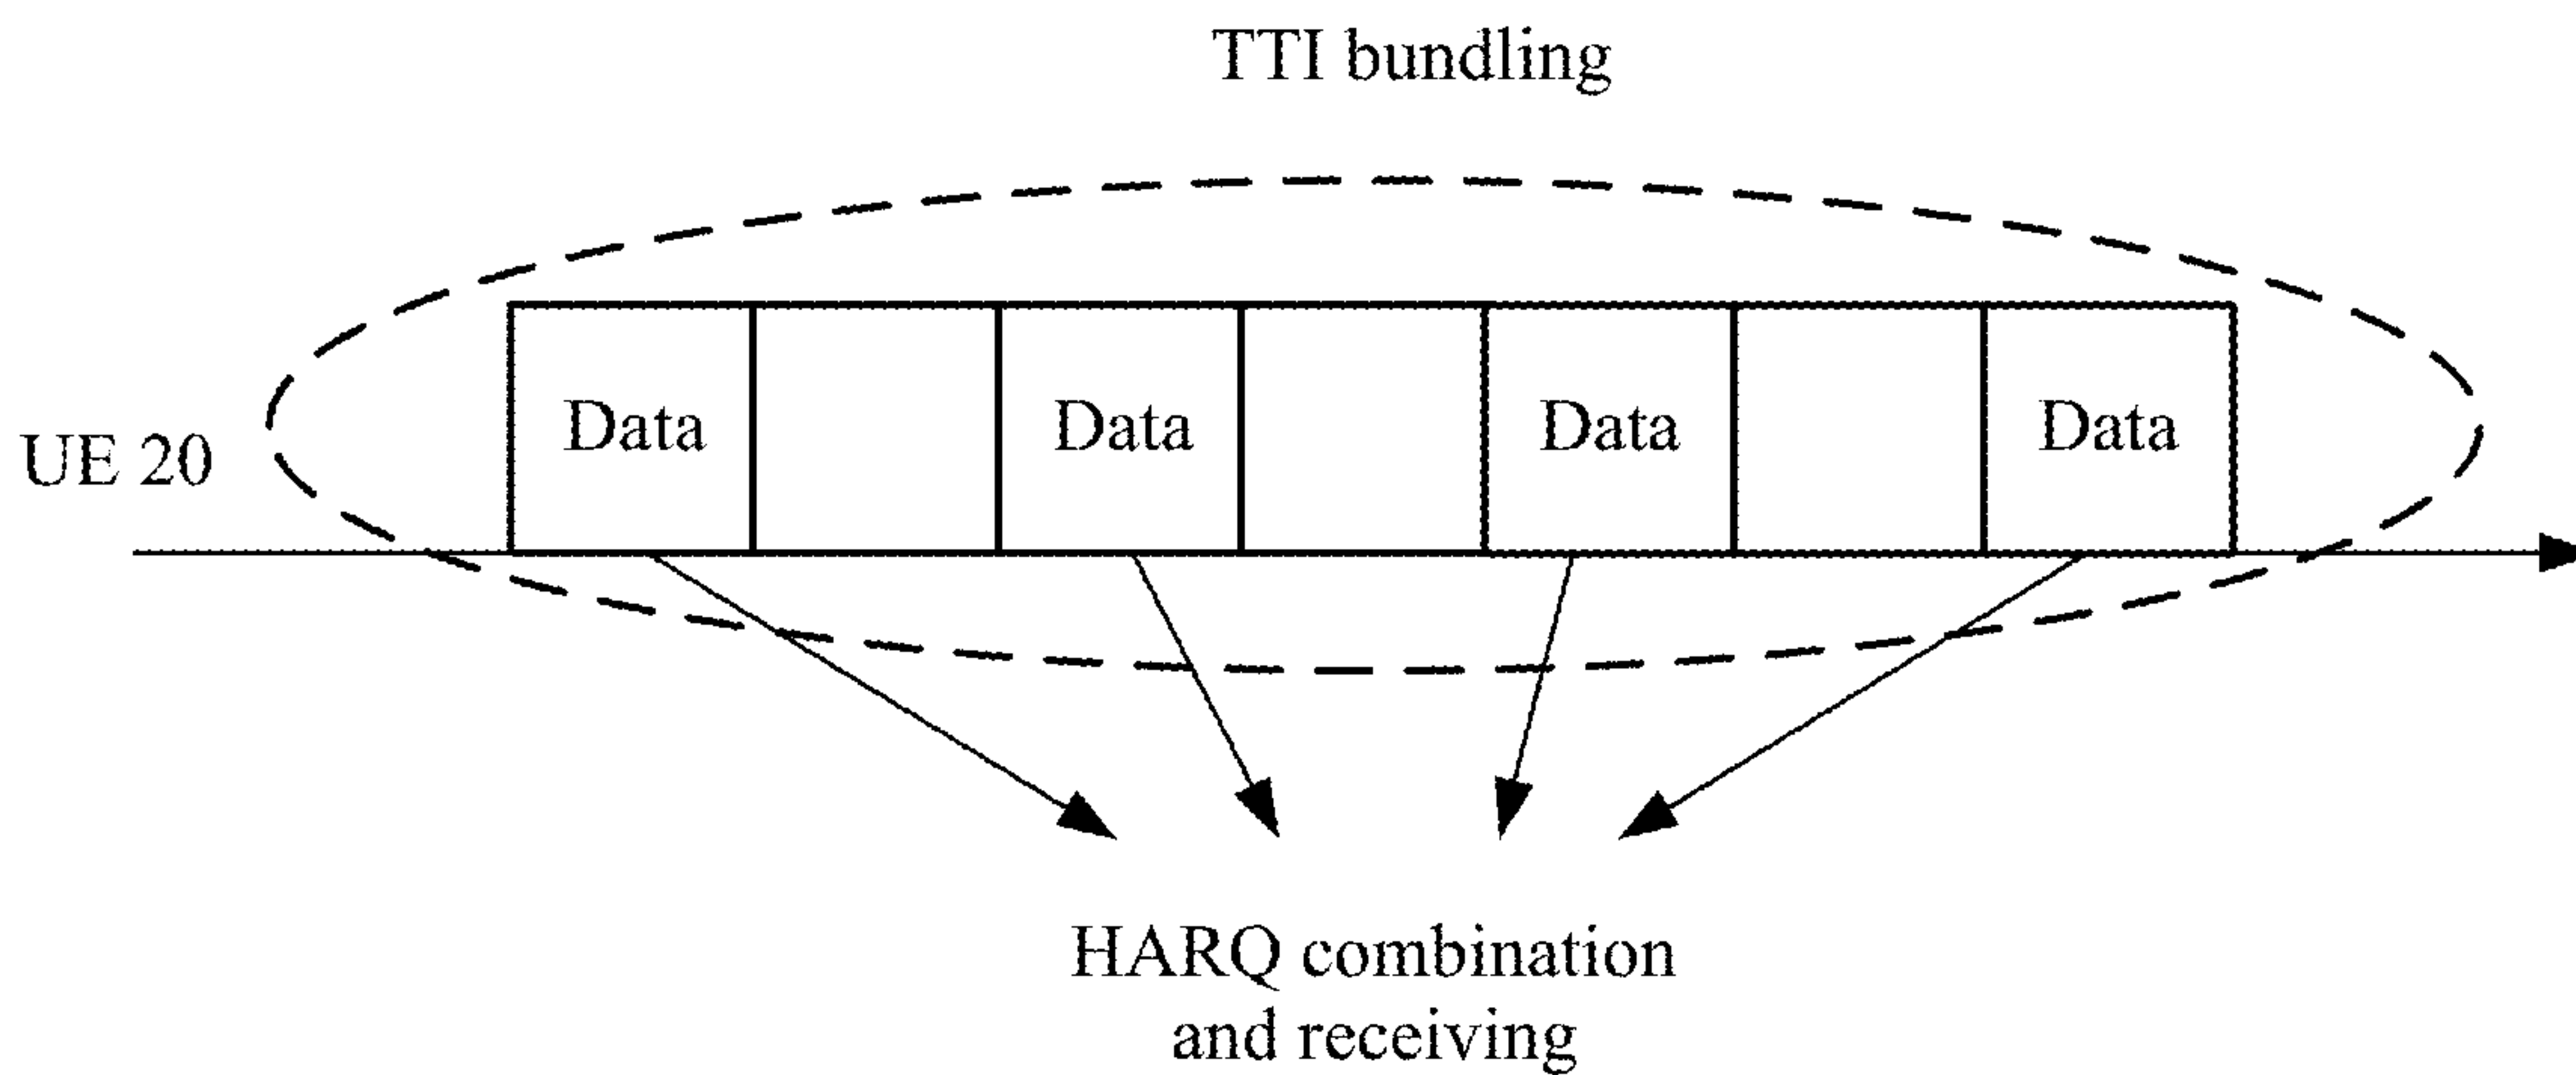 TTI bundling
Data Data Data Data
UE 20
HARQ combination
and receiving